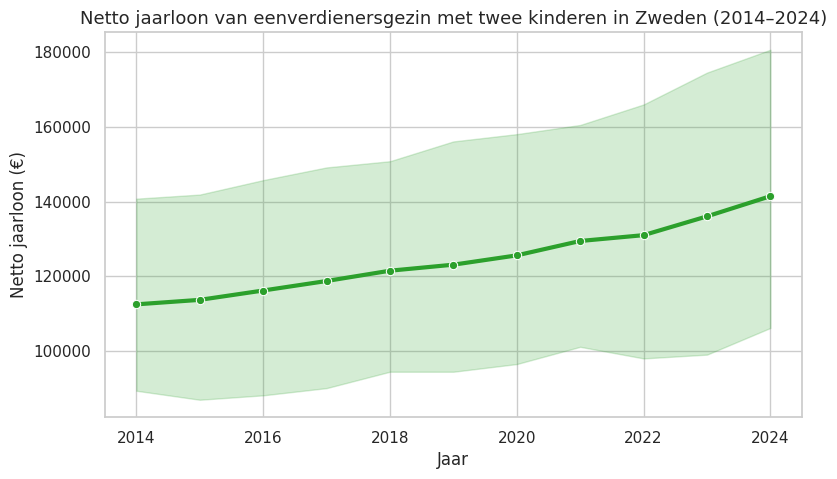 Netto jaarloon van eenverdienersgezin met twee kinderen in Zweden (2014–2024)
Netto jaarloon (€)
180000
160000
140000
120000
100000
2014 2016 2018 2020 2022 2024
Jaar